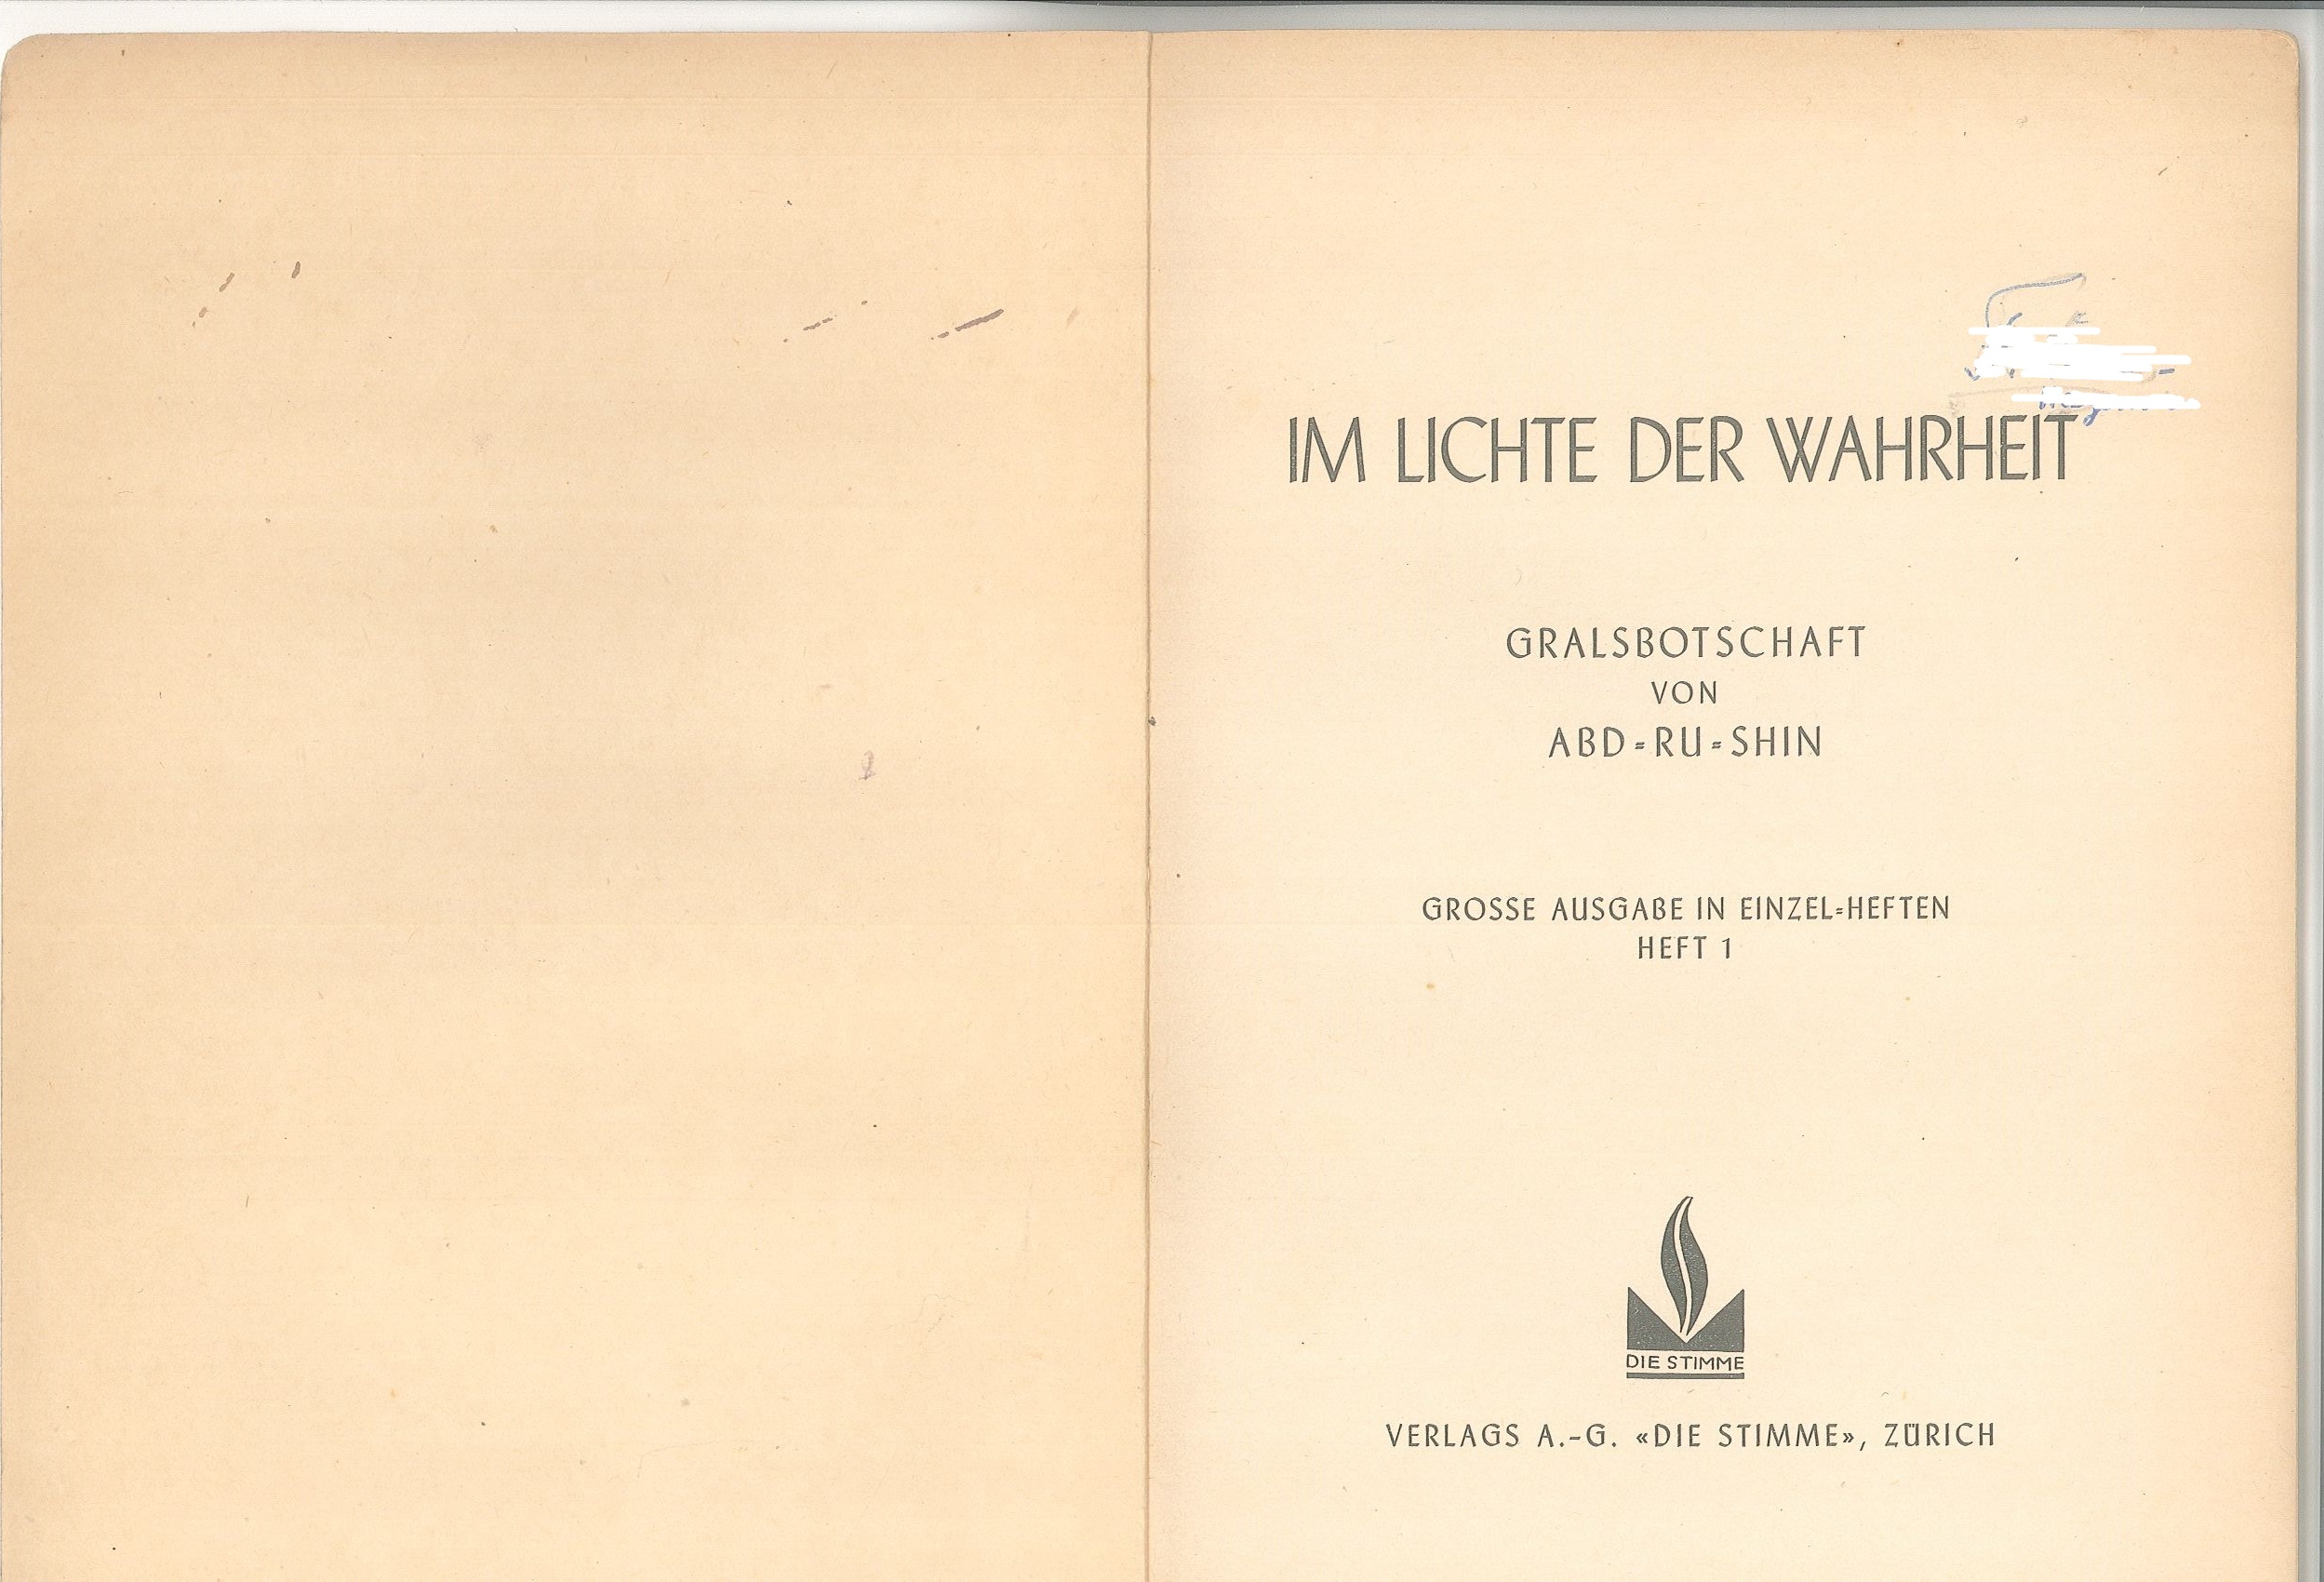 IM LICHTE DER WAHRHEIT
GRALSBOTSCHAFT
VON
ABD=RU=SHIN
GROSSE AUSGABE IN EINZEL=HEFTEN
HEFT 1
DIE STIMME
VERLAGS A.-G. «DIE STIMME», ZÜRICH